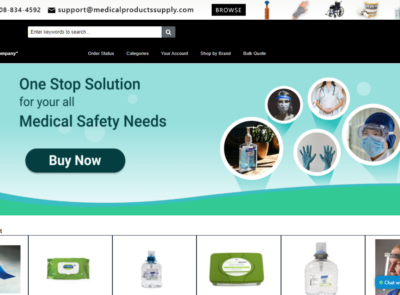 08-834-4592 support@medicalproductssupply.com BROWSE
Enter keywords to search...
ompany" Order Status Categories Your Account Shop by Brand Bulk Quote
One Stop Solution
for your all
Medical Safety Needs
Buy Now
t
Chat w